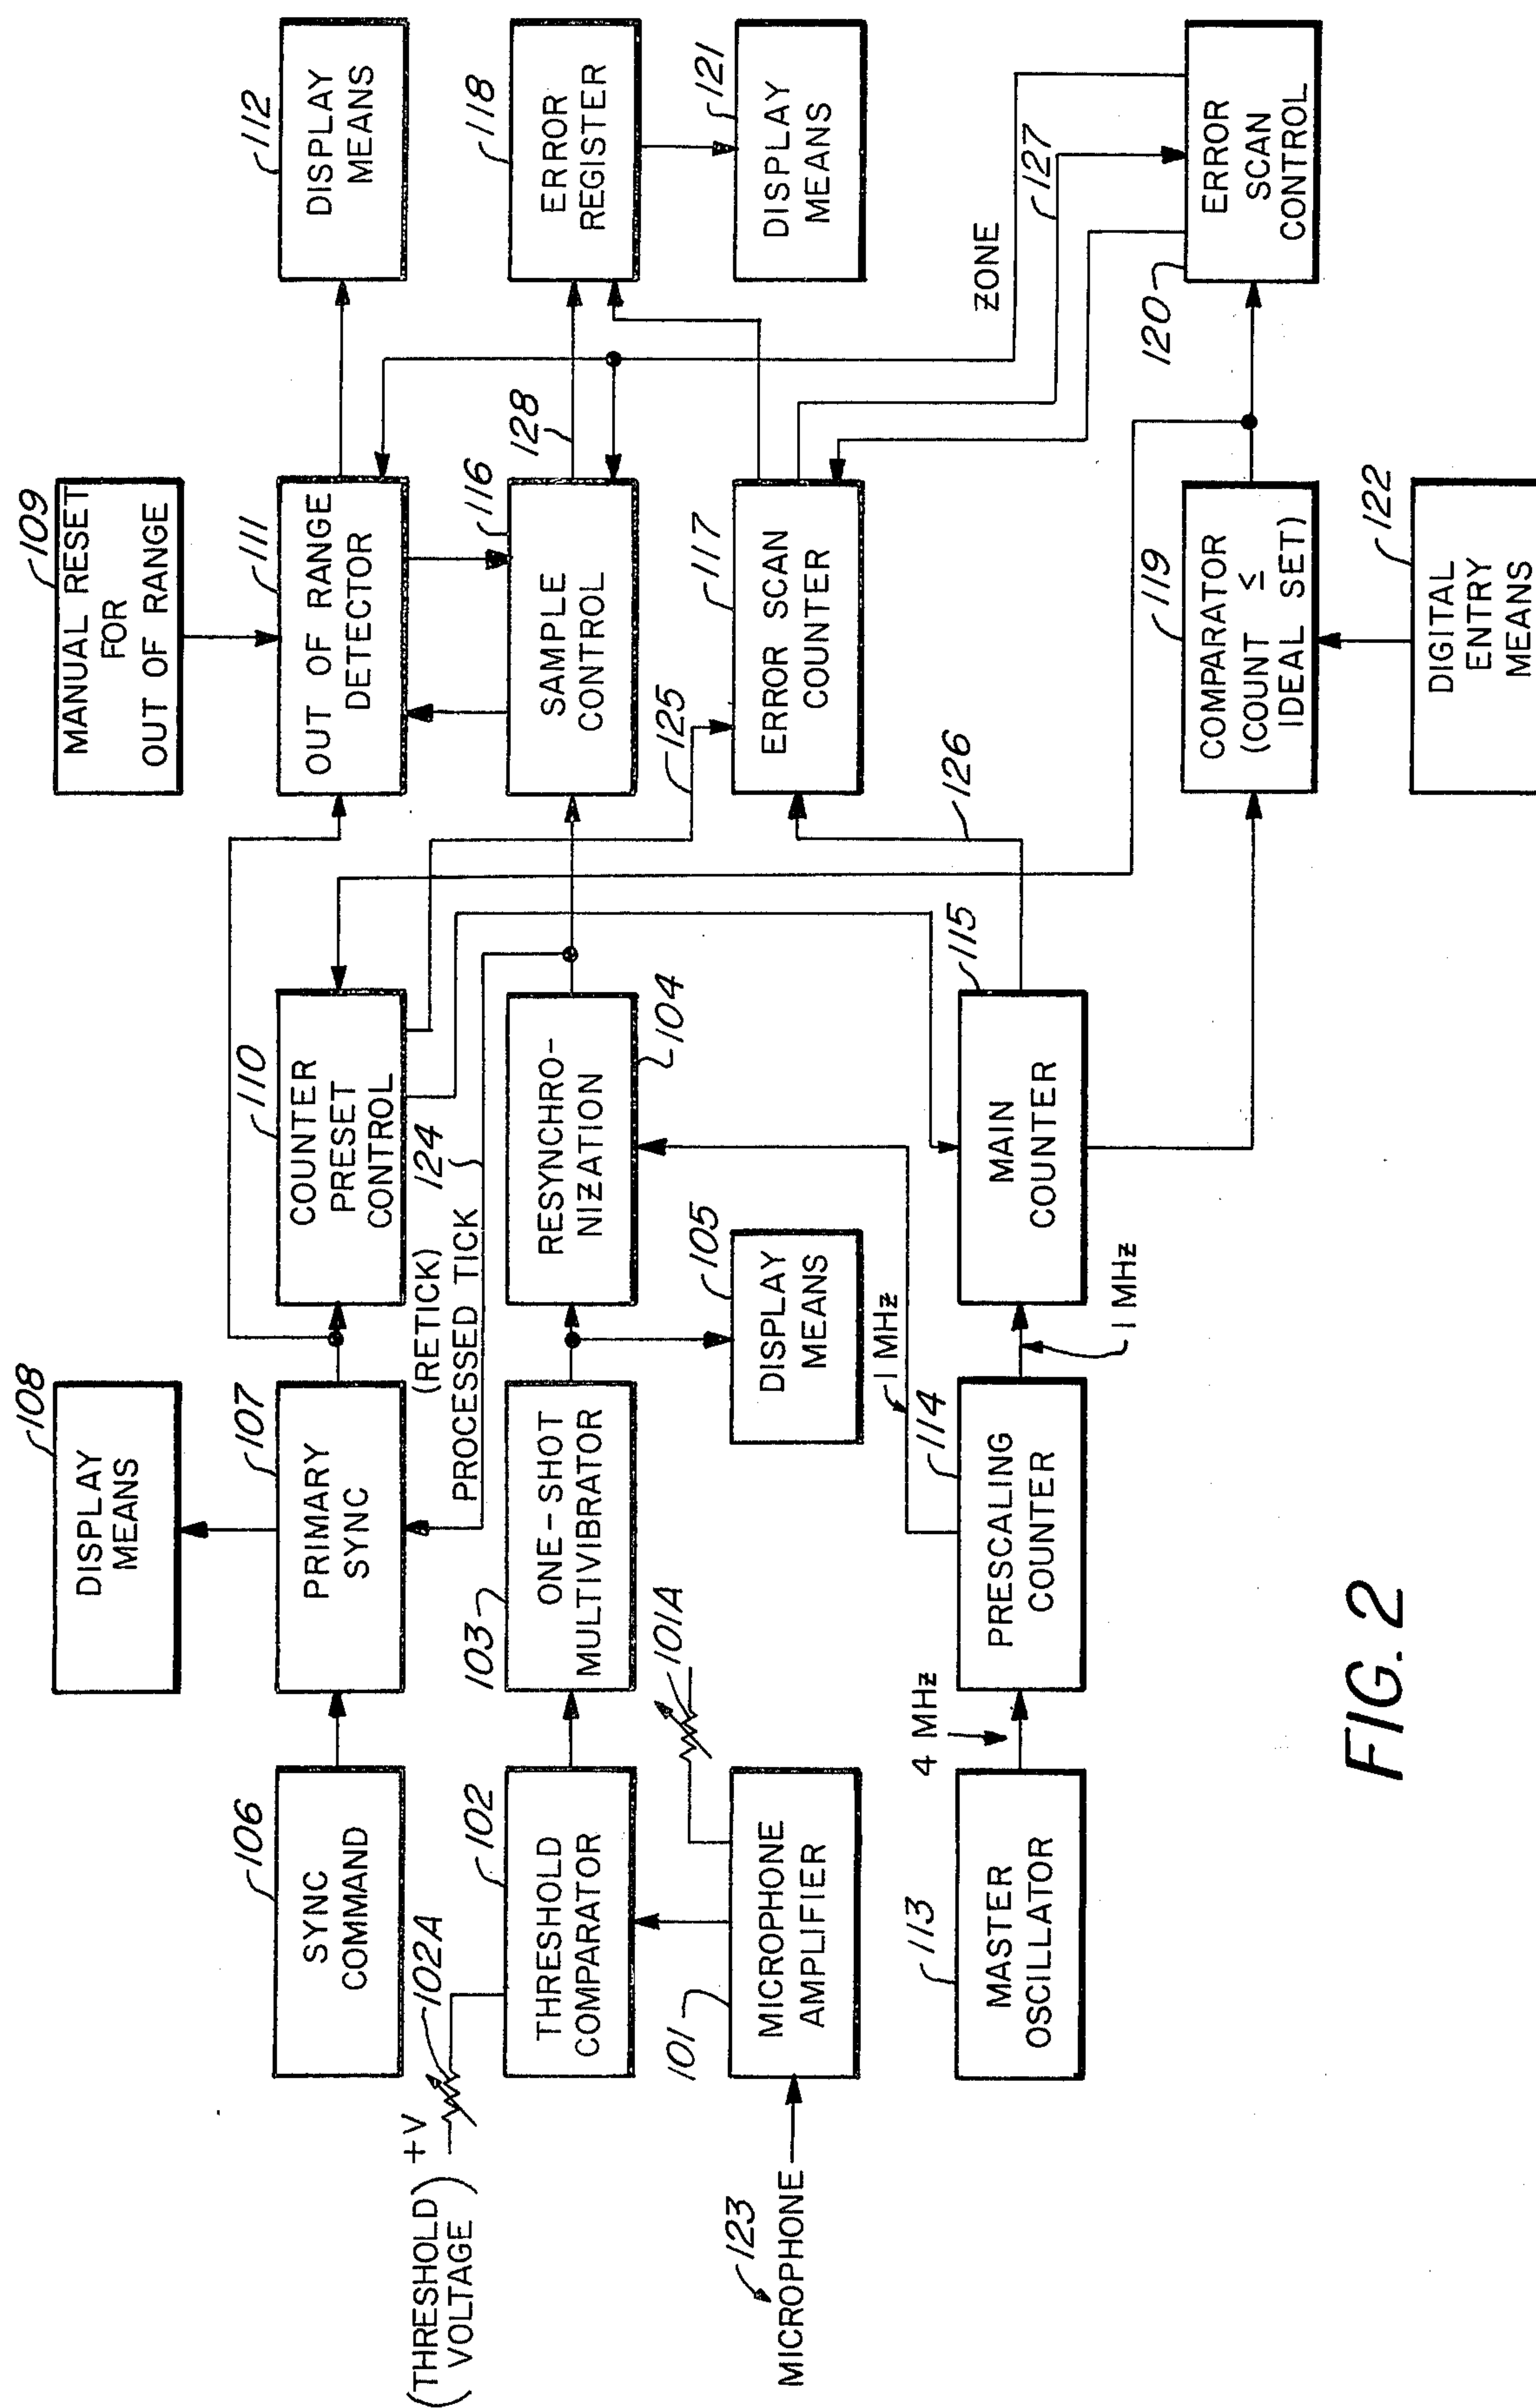 108
DISPLAY
MEANS
109
MANUAL RESET
FOR
OUT OF RANGE
106
SYNC
COMMAND
107
PRIMARY
SYNC
110
COUNTER
PRESET
CONTROL
111
OUT OF RANGE
DETECTOR
112
DISPLAY
MEANS
(THRESHOLD)
VOLTAGE
+V
102A
(RETICK)
124
PROCESSED TICK
102
THRESHOLD
COMPARATOR
103
ONE-SHOT
MULTIVIBRATOR
RESYNCHRO-
NIZATION
104
116
SAMPLE
CONTROL
128
118
ERROR
REGISTER
101
101A
105
125
117
121
123
MICROPHONE
MICROPHONE
AMPLIFIER
DISPLAY
MEANS
ERROR SCAN
COUNTER
DISPLAY
MEANS
1 MHz
126
ZONE
127
113
MASTER
OSCILLATOR
4 MHz
114
PRESCALING
COUNTER
1 MHz
115
MAIN
COUNTER
119
COMPARATOR
(COUNT ≤
IDEAL SET)
120
ERROR
SCAN
CONTROL
122
DIGITAL
ENTRY
MEANS
FIG. 2